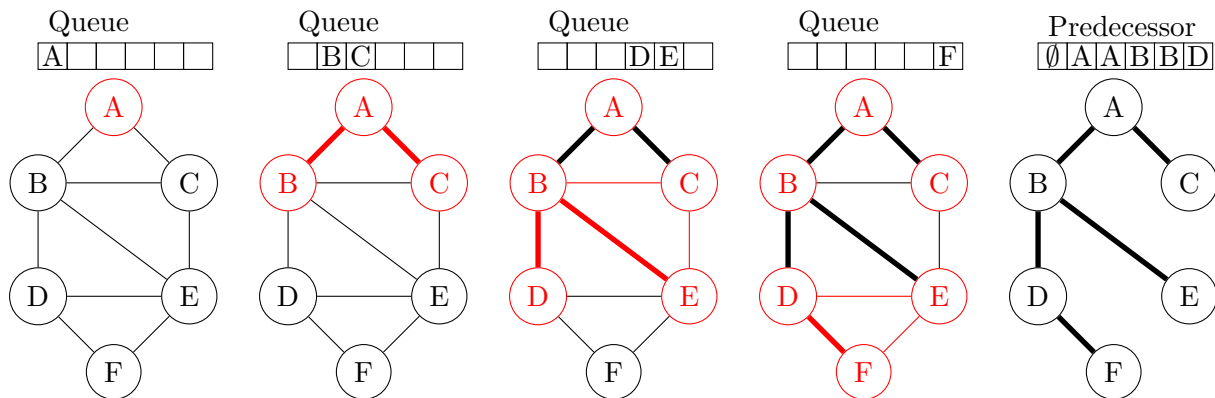 Queue Queue Queue Queue Predecessor
A B C D E F ∅ A A B B D
A A A A A
B C B C B C B C B C
D E D E D E D E D E
F F F F F